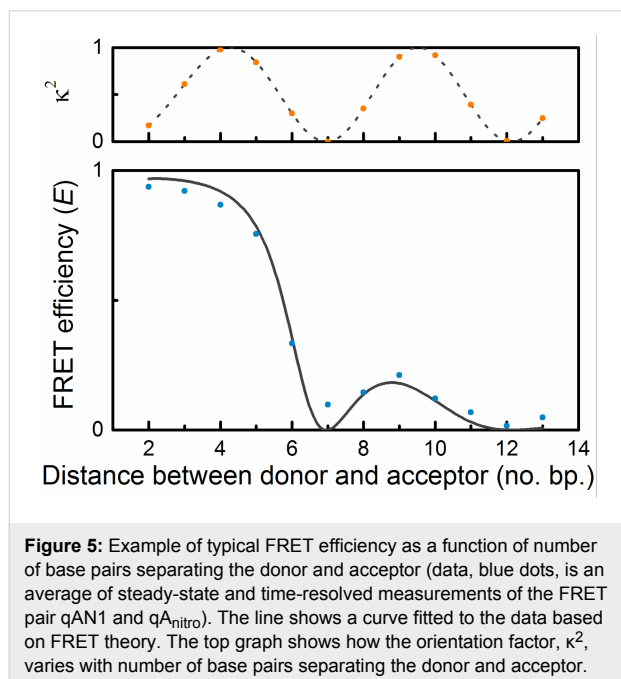 1
κ²
0
1
FRET efficiency (E)
0
2 4 6 8 10 12 14
Distance between donor and acceptor (no. bp.)
Figure 5: Example of typical FRET efficiency as a function of number
of base pairs separating the donor and acceptor (data, blue dots, is an
average of steady-state and time-resolved measurements of the FRET
pair qAN1 and qAnitro). The line shows a curve fitted to the data based
on FRET theory. The top graph shows how the orientation factor, κ²,
varies with number of base pairs separating the donor and acceptor.